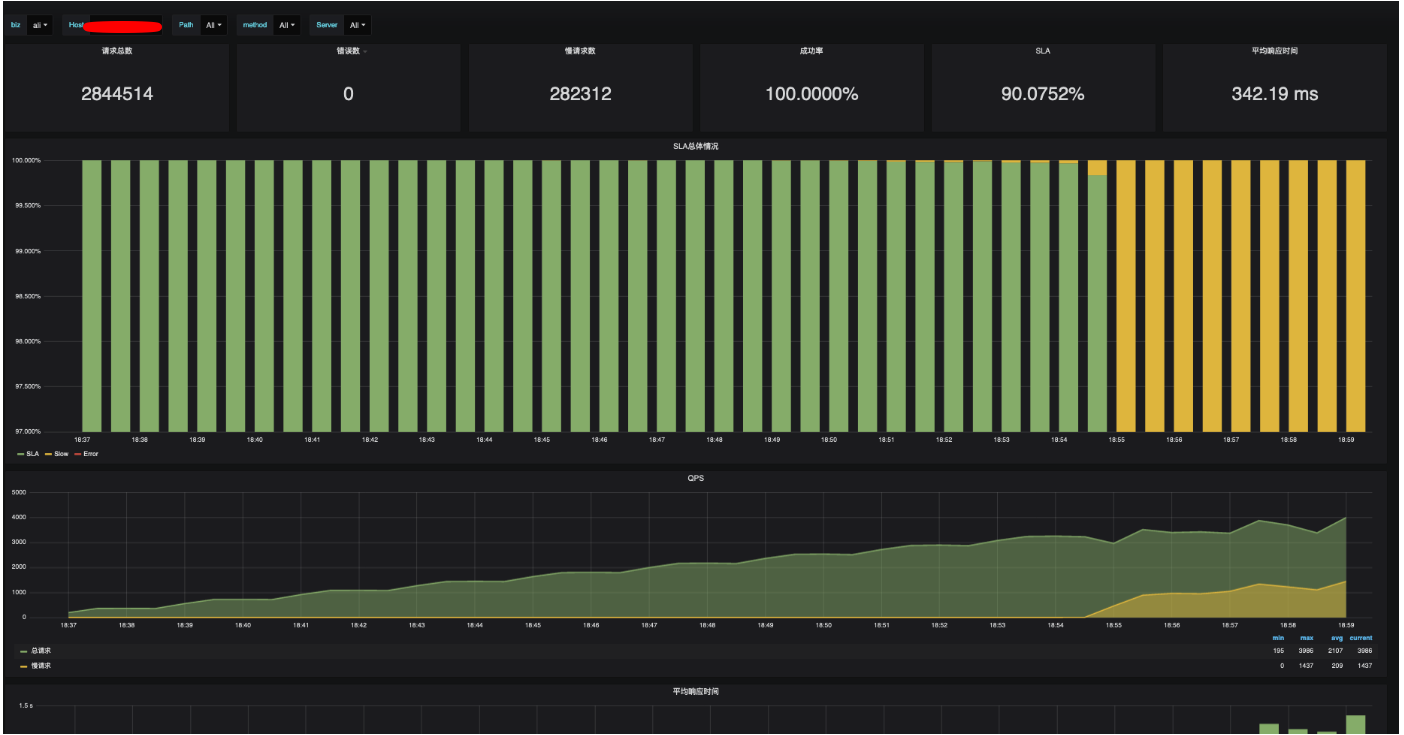 biz all Host Path All method All Server All
请求总数 错误数 慢请求数 成功率 SLA 平均响应时间
2844514 0 282312 100.0000% 90.0752% 342.19 ms
SLA总体情况
100.000%
99.500%
99.000%
98.500%
98.000%
97.500%
97.000%
18:37 18:38 18:39 18:40 18:41 18:42 18:43 18:44 18:45 18:46 18:47 18:48 18:49 18:50 18:51 18:52 18:53 18:54 18:55 18:56 18:57 18:58 18:59
SLA Slow Error
QPS
5000
4000
3000
2000
1000
0
18:37 18:38 18:39 18:40 18:41 18:42 18:43 18:44 18:45 18:46 18:47 18:48 18:49 18:50 18:51 18:52 18:53 18:54 18:55 18:56 18:57 18:58 18:59
min max avg current
总请求 195 3986 2107 3986
慢请求 0 1437 209 1437
平均响应时间
1.5 s